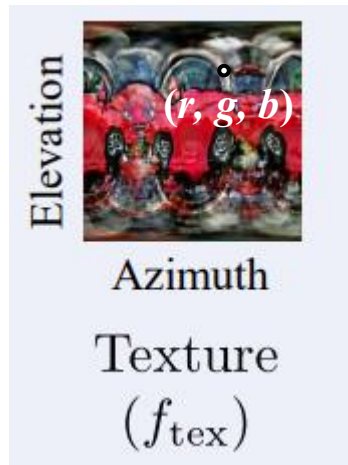 Elevation
(r, g, b)
Azimuth
Texture
(f_tex)